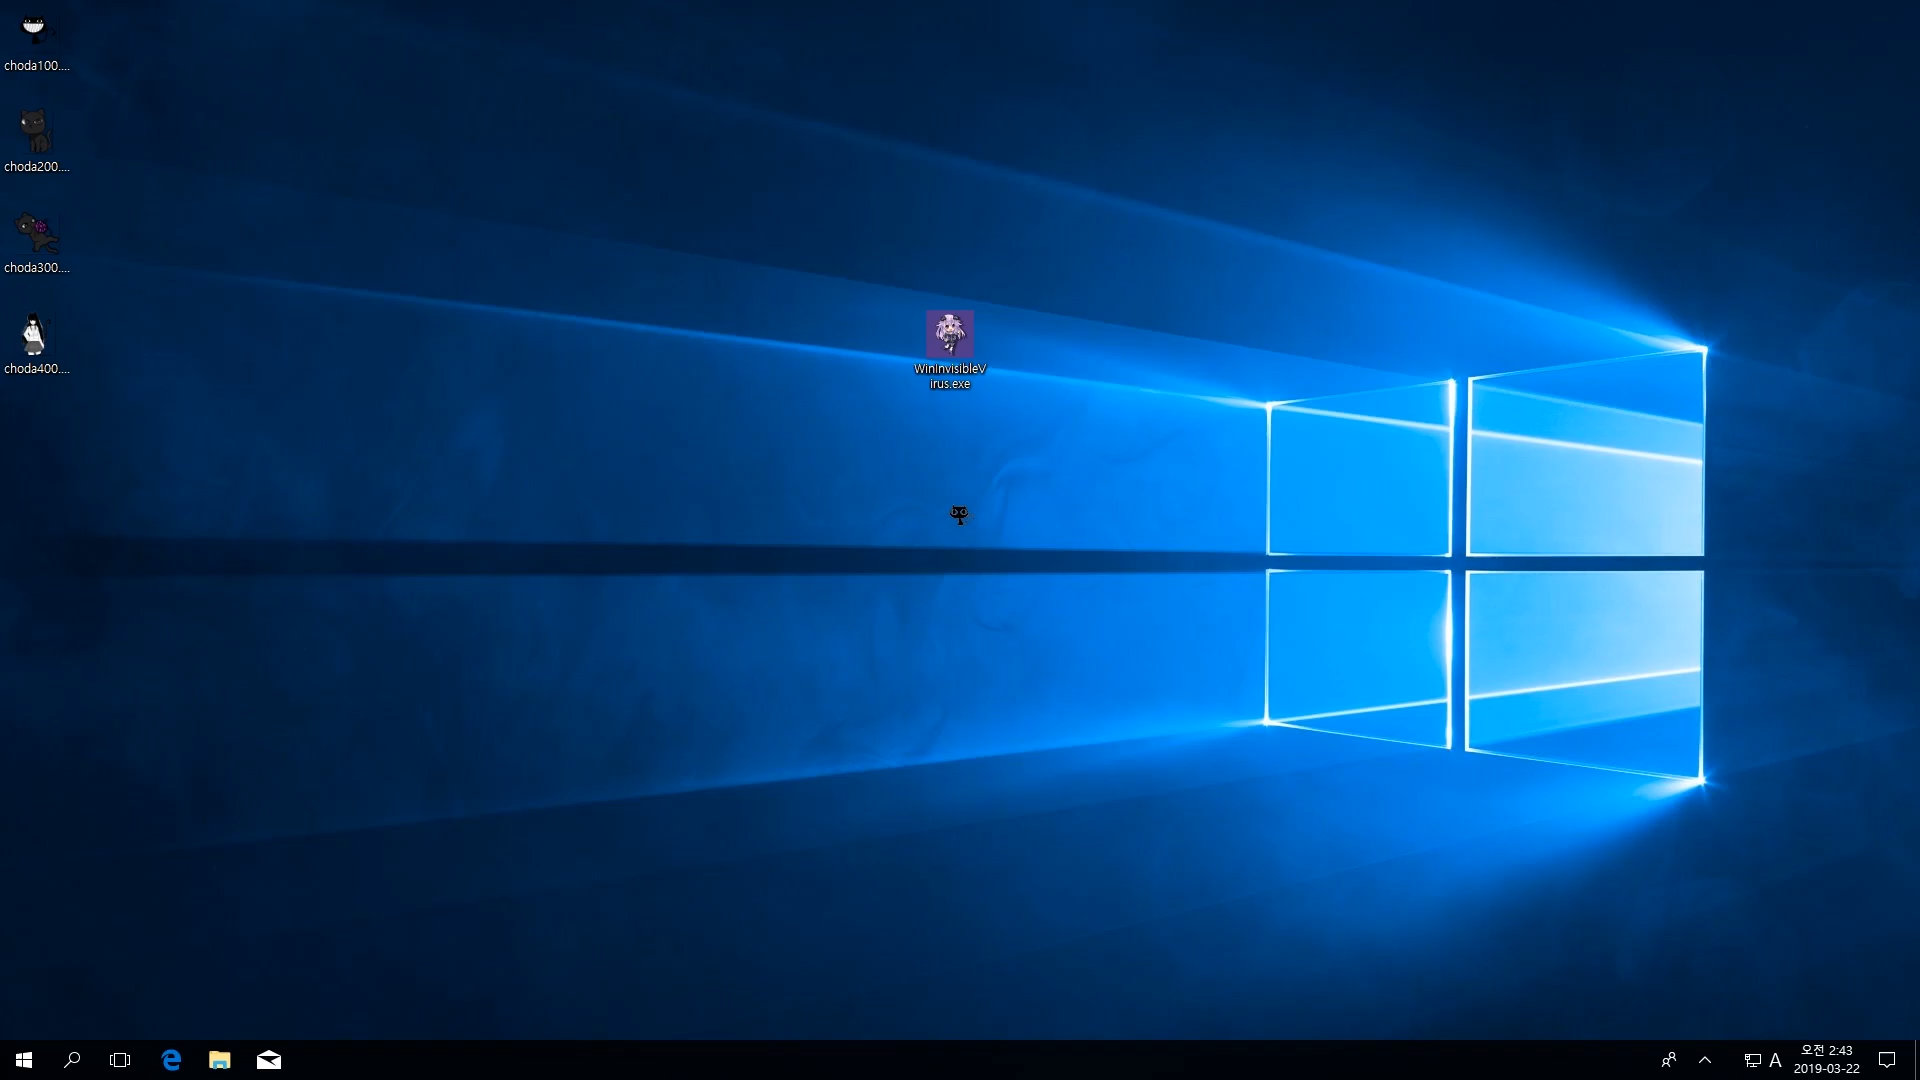 choda100....
choda200....
choda300....
choda400....
WinInvisibleV
irus.exe
A
오전 2:43
2019-03-22